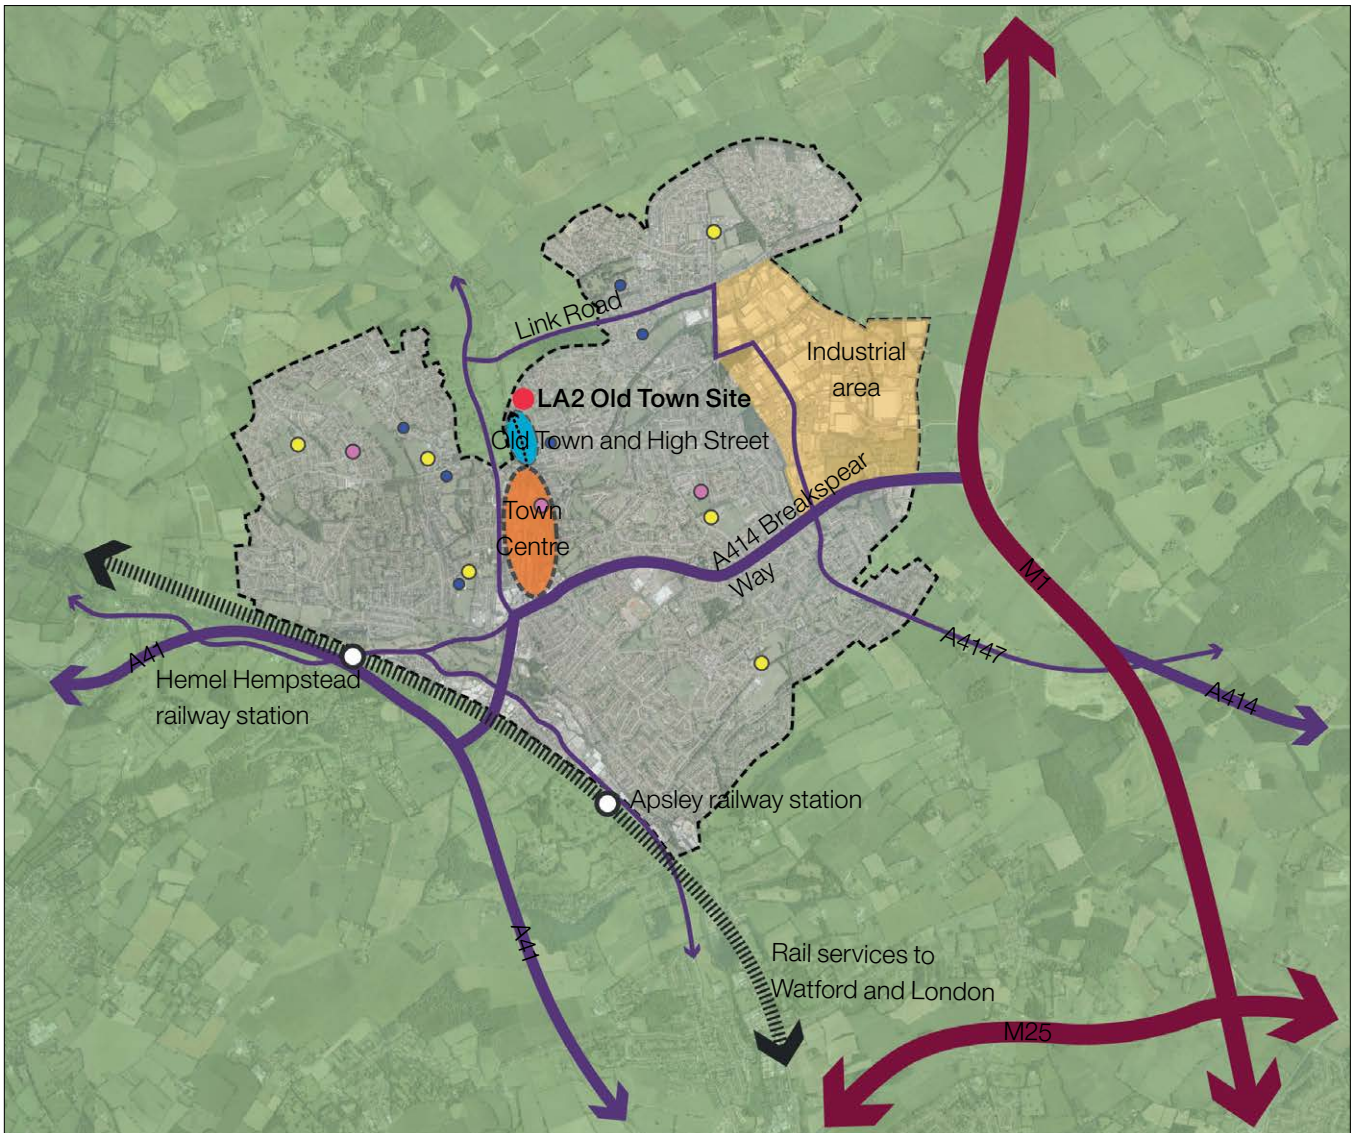 Link Road
Industrial
area
LA2 Old Town Site
Old Town and High Street
Town
Centre
A414 Breakspear
Way
M1
A4147
A414
A41
Hemel Hempstead
railway station
Apsley railway station
A41
Rail services to
Watford and London
M25